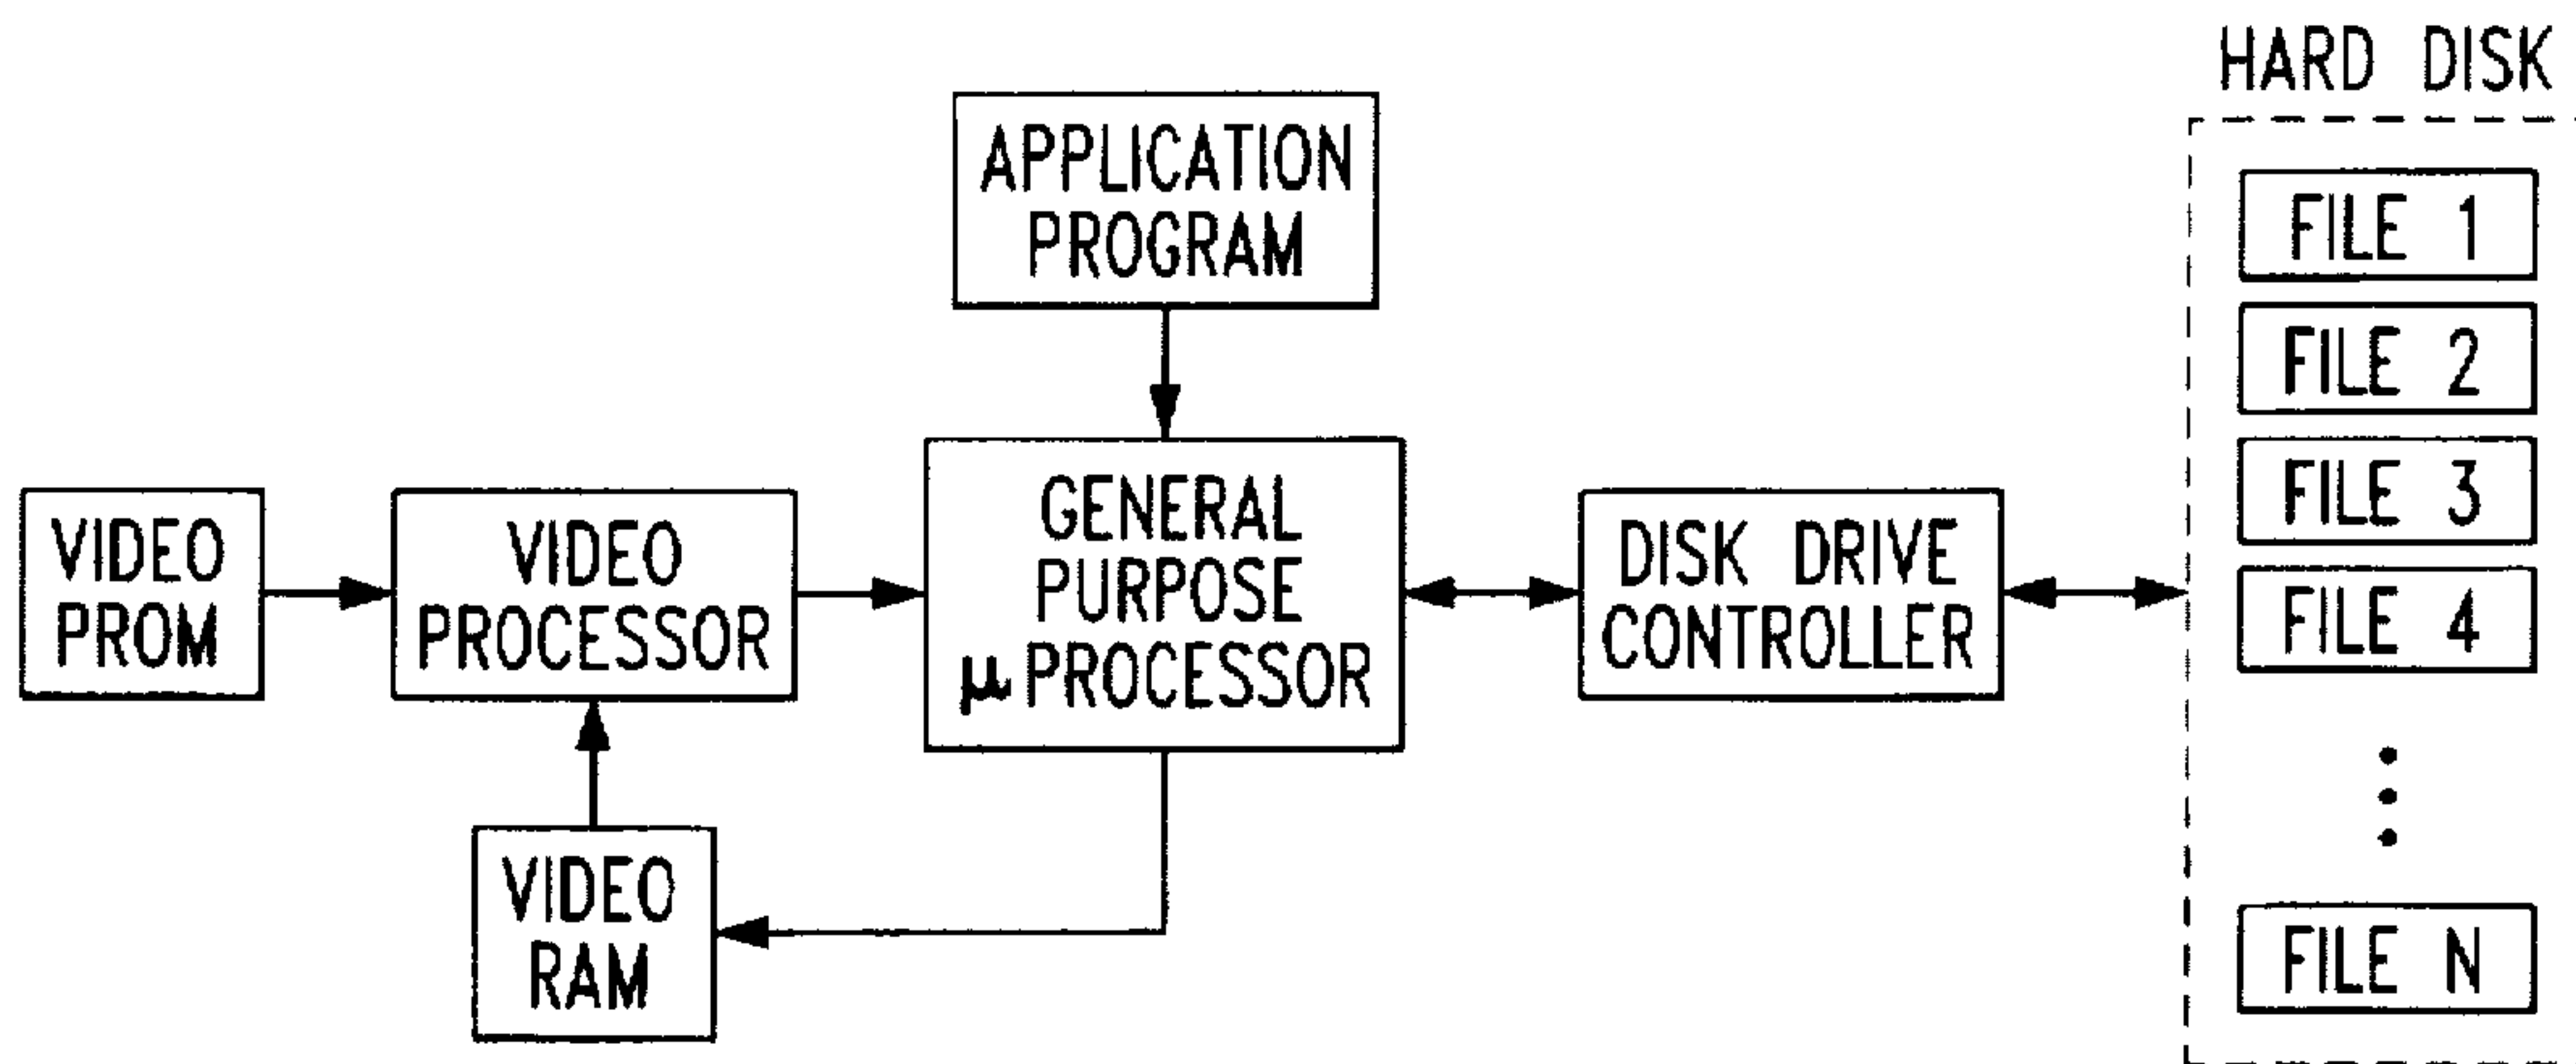 HARD DISK
APPLICATION
PROGRAM
FILE 1
FILE 2
FILE 3
FILE 4
FILE N
VIDEO
PROM
VIDEO
PROCESSOR
GENERAL
PURPOSE
μPROCESSOR
DISK DRIVE
CONTROLLER
VIDEO
RAM